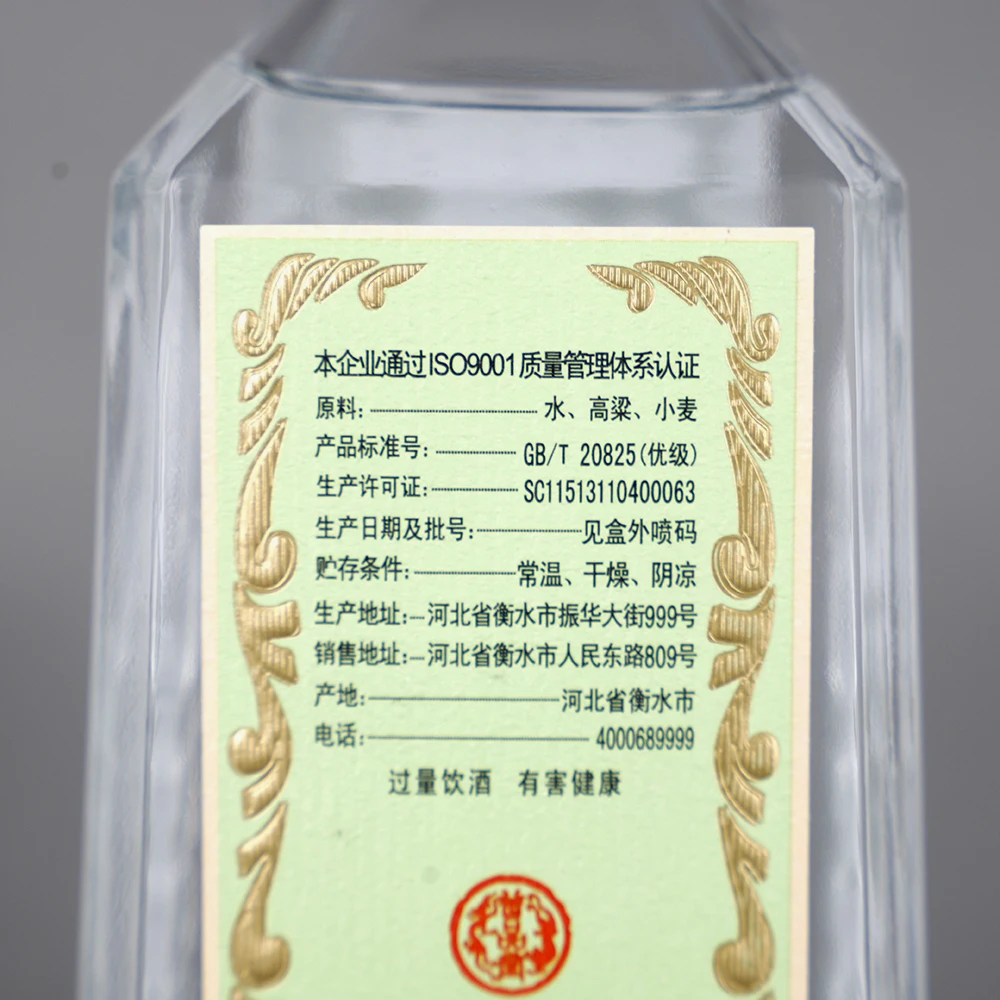 本企业通过ISO9001质量管理体系认证
原料:水、高粱、小麦
产品标准号:GB/T 20825(优级)
生产许可证:SC11513110400063
生产日期及批号:见盒外喷码
贮存条件:常温、干燥、阴凉
生产地址:河北省衡水市振华大街999号
销售地址:河北省衡水市人民东路809号
产地:河北省衡水市
电话:4000689999
过量饮酒 有害健康